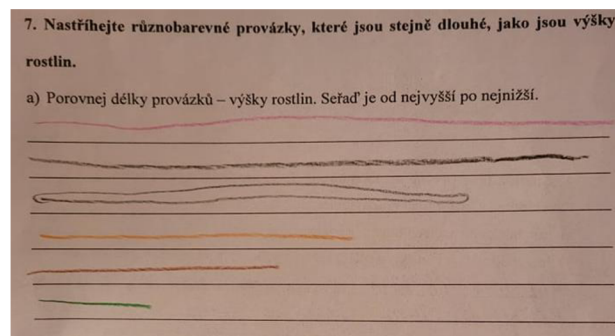 7. Nastříhejte různobarevné provázky, které jsou stejně dlouhé, jako jsou výšky
rostlin.
a) Porovnej délky provázků – výšky rostlin. Seřaď je od nejvyšší po nejnižší.